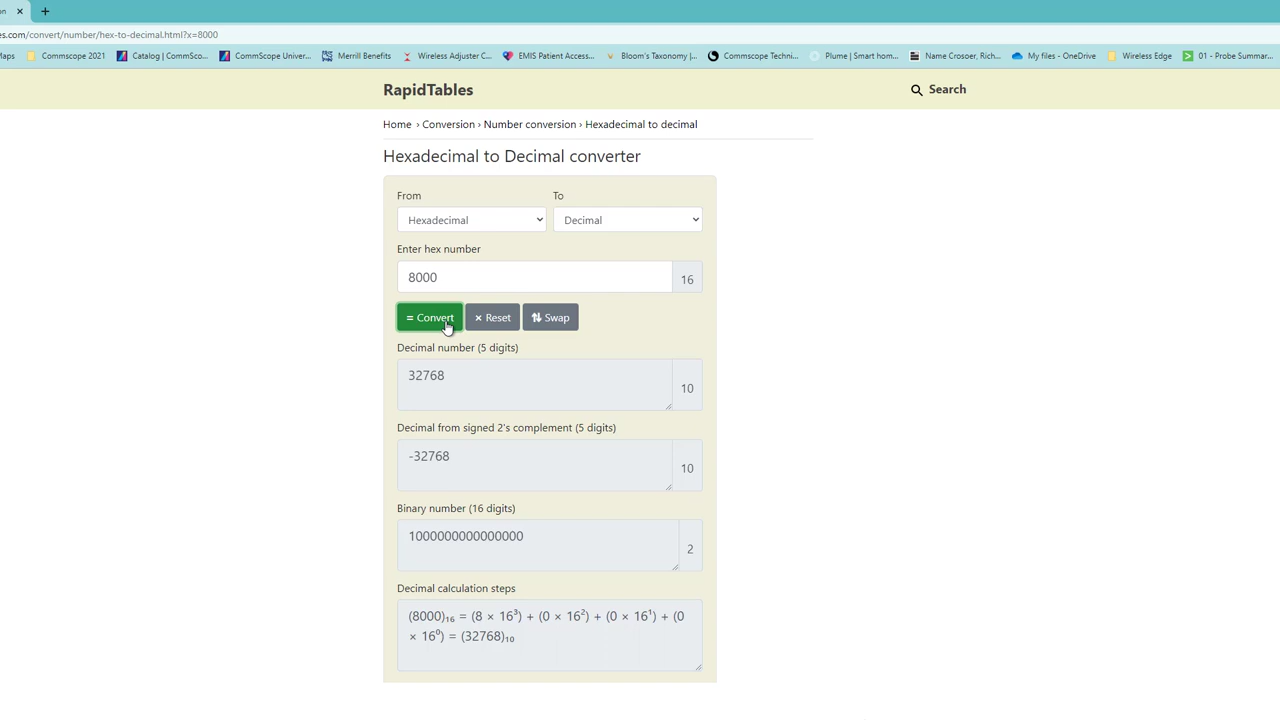 on × +
es.com/convert/number/hex-to-decimal.html?x=8000
Maps Commscope 2021 Catalog | CommSco... CommScope Univer... Merrill Benefits Wireless Adjuster C... EMIS Patient Access... Bloom's Taxonomy |... Commscope Techni... Plume | Smart hom... Name Crosoer, Rich... My files - OneDrive Wireless Edge 01 - Probe Summar...
RapidTables Search
Home › Conversion › Number conversion › Hexadecimal to decimal
Hexadecimal to Decimal converter
From To
Hexadecimal Decimal
Enter hex number
8000 16
= Convert × Reset ⇅ Swap
Decimal number (5 digits)
32768
10
Decimal from signed 2's complement (5 digits)
-32768
10
Binary number (16 digits)
1000000000000000
2
Decimal calculation steps
(8000)₁₆ = (8 × 16³) + (0 × 16²) + (0 × 16¹) + (0
× 16⁰) = (32768)₁₀